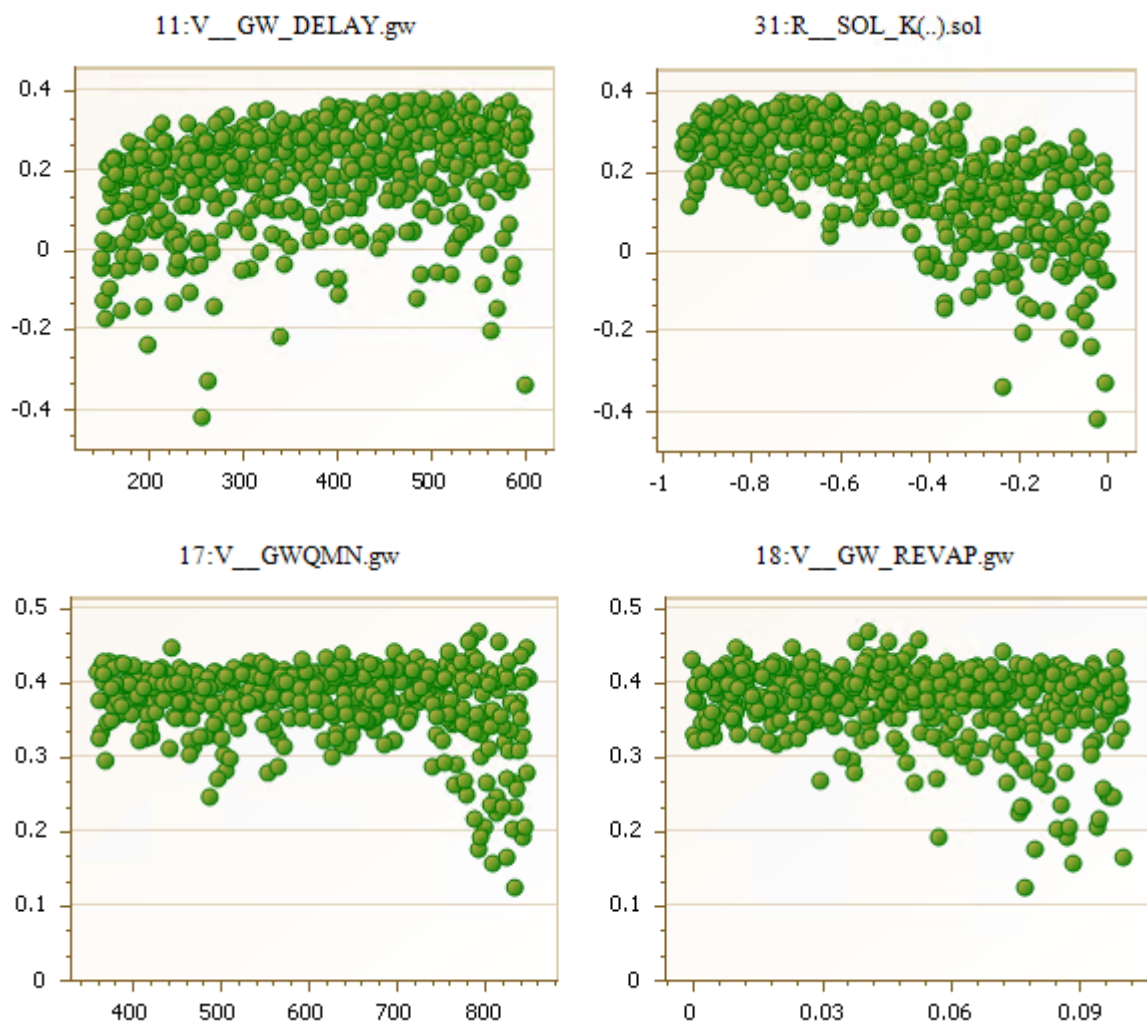 11:V__GW_DELAY.gw
31:R__SOL_K(..).sol
0.4
0.2
0
-0.2
-0.4
200 300 400 500 600
0.4
0.2
0
-0.2
-0.4
-1 -0.8 -0.6 -0.4 -0.2 0
17:V__GWQMN.gw
18:V__GW_REVAP.gw
0.5
0.4
0.3
0.2
0.1
0
400 500 600 700 800
0.5
0.4
0.3
0.2
0.1
0
0 0.03 0.06 0.09